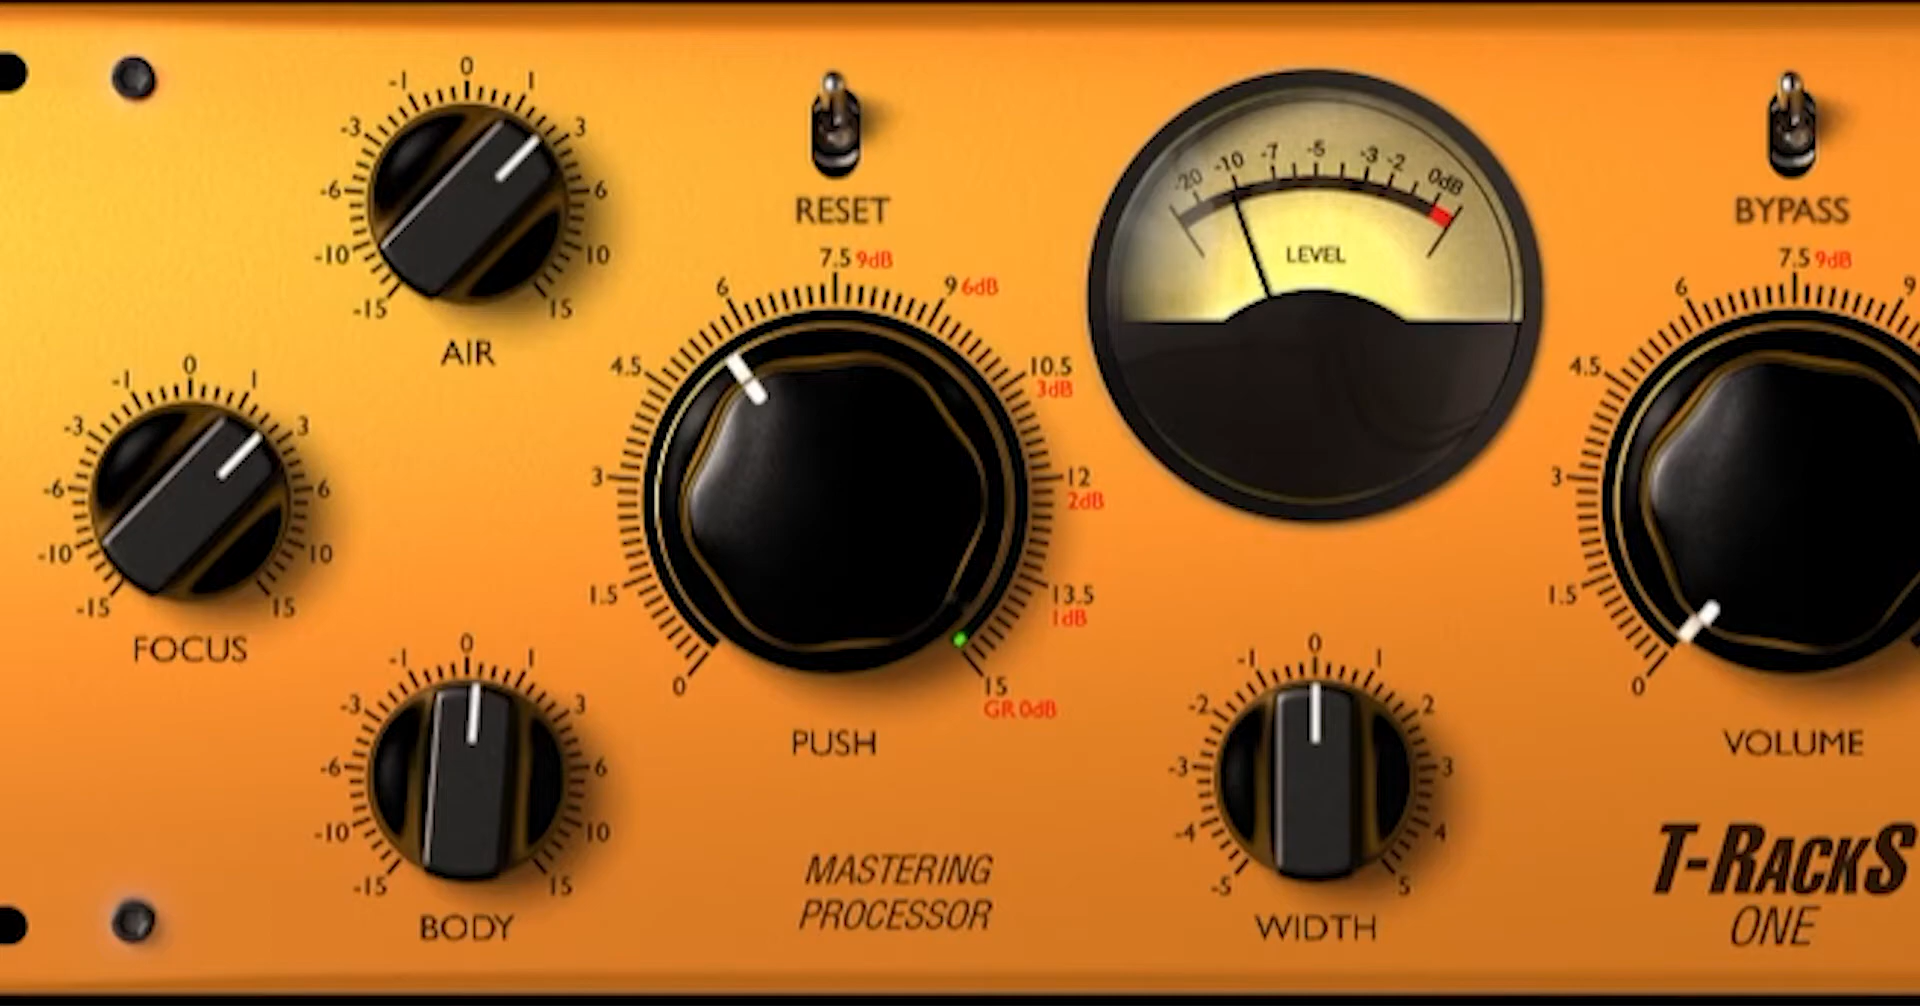 0
-1 1
-3 3
-6 6
-10 10
-15 15
AIR
0
-1 1
-3 3
-6 6
-10 10
-15 15
FOCUS
0
-1 1
-3 3
-6 6
-10 10
-15 15
BODY
RESET
7.5 9dB
6 9 6dB
4.5 10.5
3dB
3 12
2dB
1.5 13.5
1dB
0 15
GR 0dB
PUSH
MASTERING
PROCESSOR
-20 -10 -7 -5 -3 -2 0dB
LEVEL
0
-1 1
-2 2
-3 3
-4 4
-5 5
WIDTH
BYPASS
7.5 9dB
6 9
4.5
3
1.5
0
VOLUME
T-RACKS
ONE